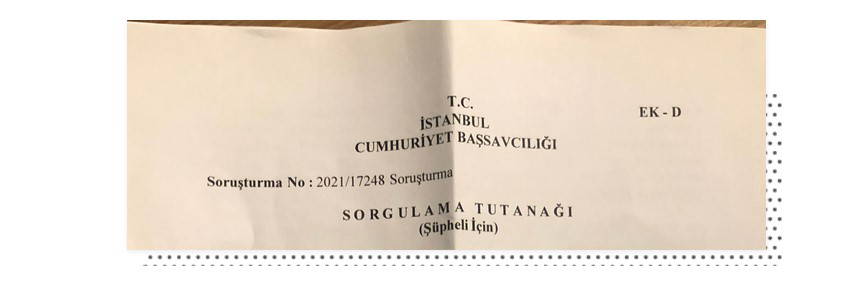 T.C.
EK - D
İSTANBUL
CUMHURİYET BAŞSAVCILIĞI
Soruşturma No : 2021/17248 Soruşturma
SORGULAMA TUTANAĞI
(Şüpheli İçin)